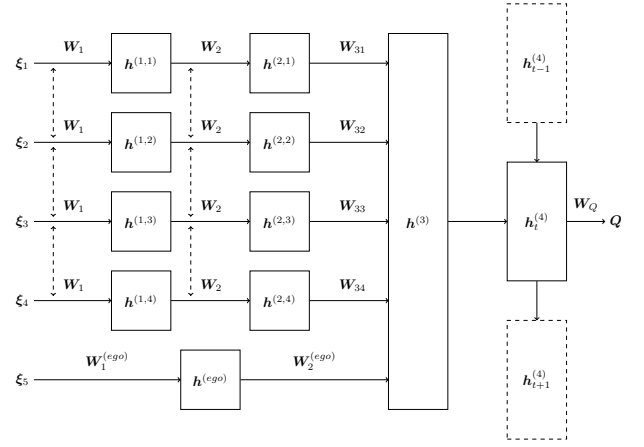 W₁ W₂ W₃₁
ξ₁ h⁽¹,¹⁾ h⁽²,¹⁾ h⁽⁴⁾ₜ₋₁
W₁ W₂ W₃₂
ξ₂ h⁽¹,²⁾ h⁽²,²⁾
W₁ W₂ W₃₃ W_Q
ξ₃ h⁽¹,³⁾ h⁽²,³⁾ h⁽³⁾ h⁽⁴⁾ₜ Q
W₁ W₂ W₃₄
ξ₄ h⁽¹,⁴⁾ h⁽²,⁴⁾
W₁⁽ᵉᵍᵒ⁾ W₂⁽ᵉᵍᵒ⁾
ξ₅ h⁽ᵉᵍᵒ⁾ h⁽⁴⁾ₜ₊₁